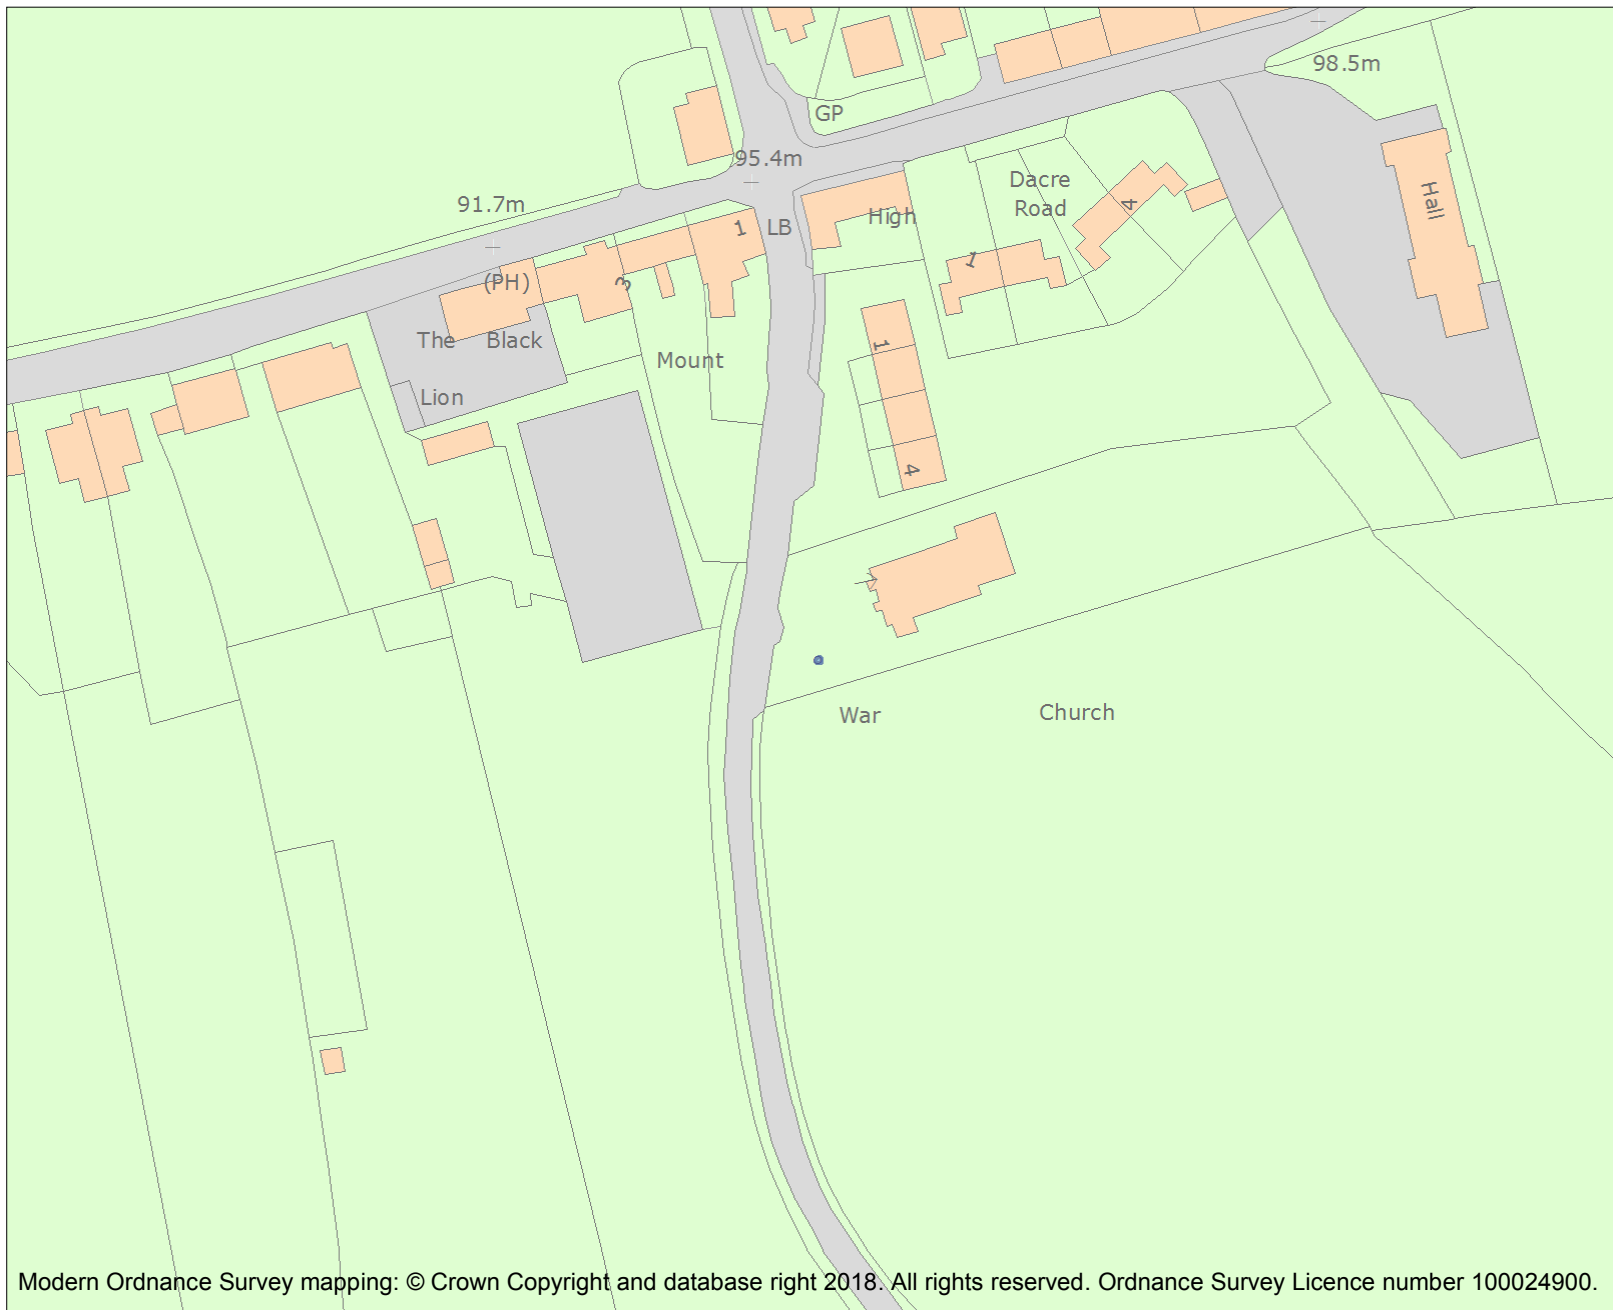 98.5m
GP
95.4m
Dacre
Road
4
Hall
91.7m
1
LB
High
1
(PH)
3
The Black
Mount
1
Lion
4
War
Church
Modern Ordnance Survey mapping: © Crown Copyright and database right 2018. All rights reserved. Ordnance Survey Licence number 100024900.